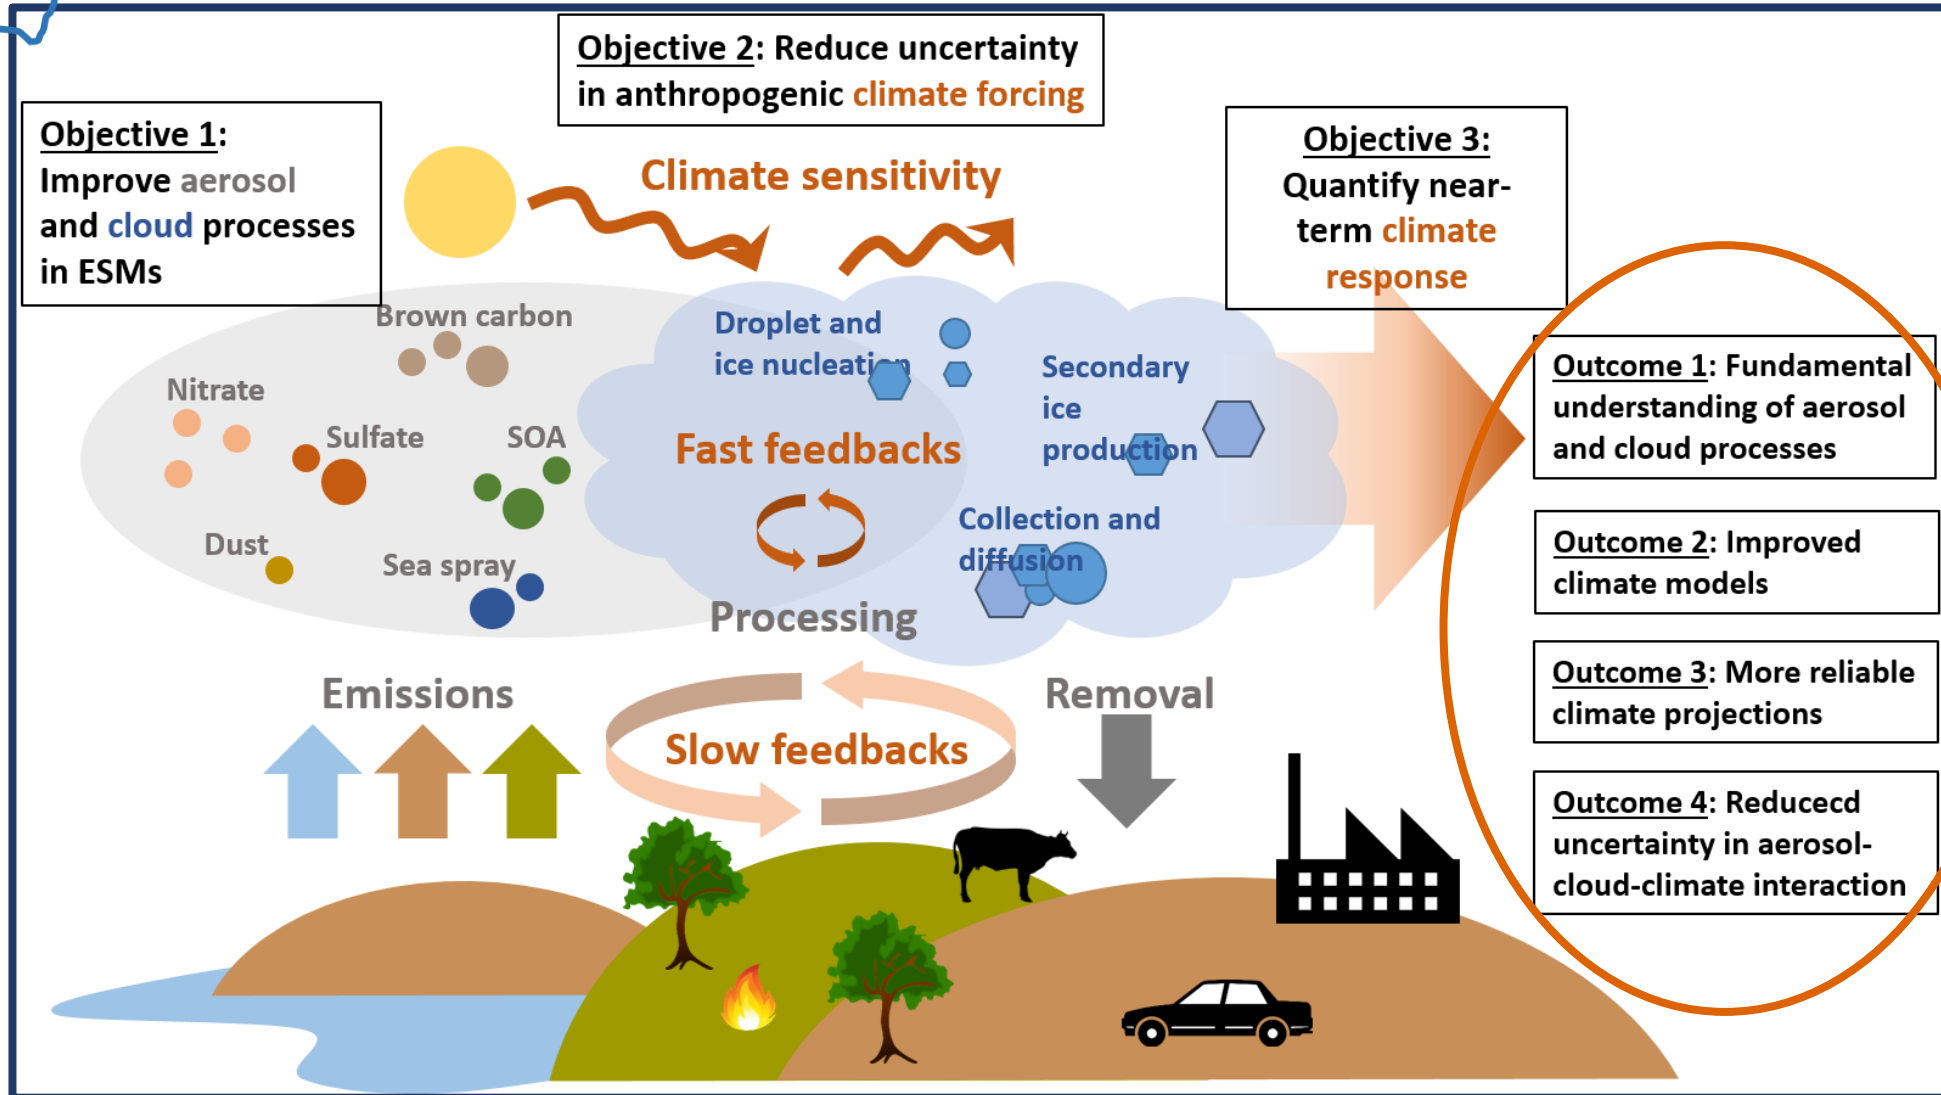 Objective 2: Reduce uncertainty
in anthropogenic climate forcing
Objective 1:
Improve aerosol
and cloud processes
in ESMs
Objective 3:
Quantify near-
term climate
response
Climate sensitivity
Brown carbon
Nitrate
Sulfate
SOA
Dust
Sea spray
Droplet and
ice nucleation
Secondary
ice
production
Fast feedbacks
Collection and
diffusion
Processing
Emissions
Removal
Slow feedbacks
Outcome 1: Fundamental
understanding of aerosol
and cloud processes
Outcome 2: Improved
climate models
Outcome 3: More reliable
climate projections
Outcome 4: Reducecd
uncertainty in aerosol-
cloud-climate interaction